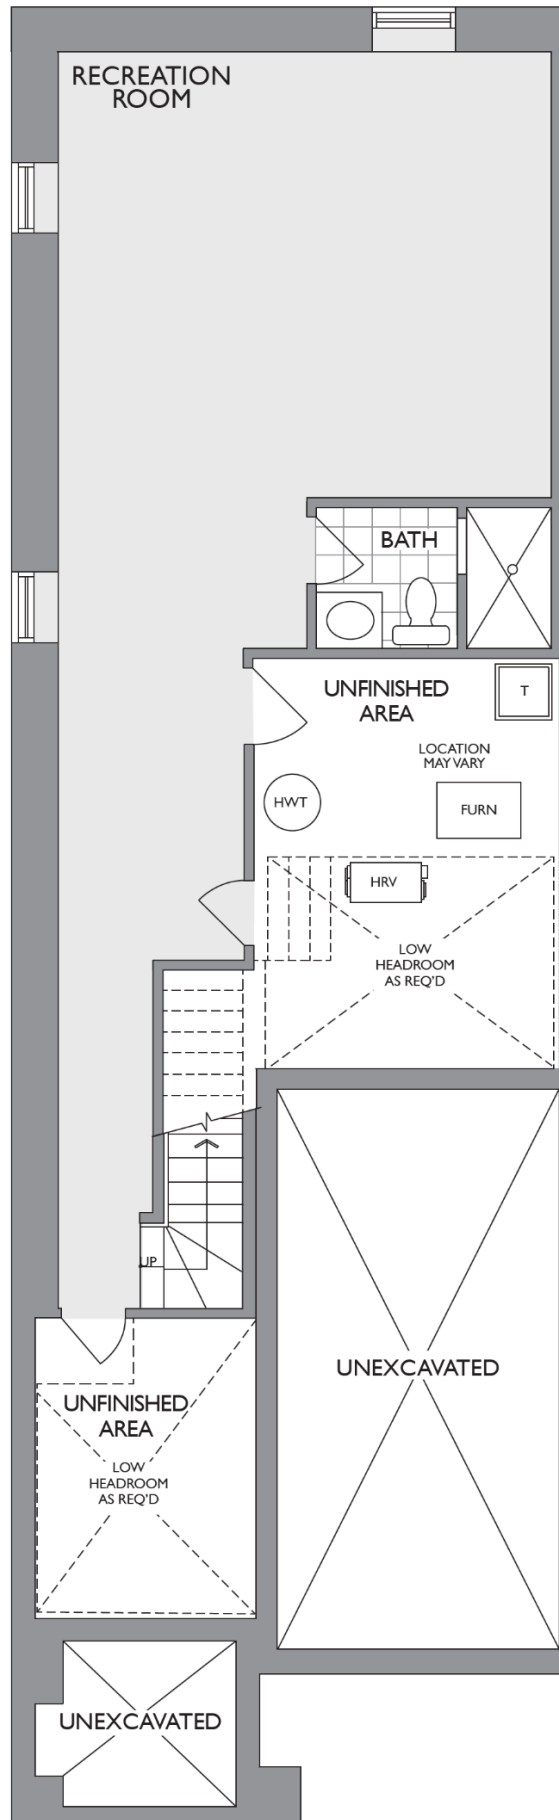 RECREATION
ROOM
BATH
UNFINISHED
AREA
T
LOCATION
MAY VARY
HWT
FURN
HRV
LOW
HEADROOM
AS REQ'D
UP
UNEXCAVATED
UNFINISHED
AREA
LOW
HEADROOM
AS REQ'D
UNEXCAVATED